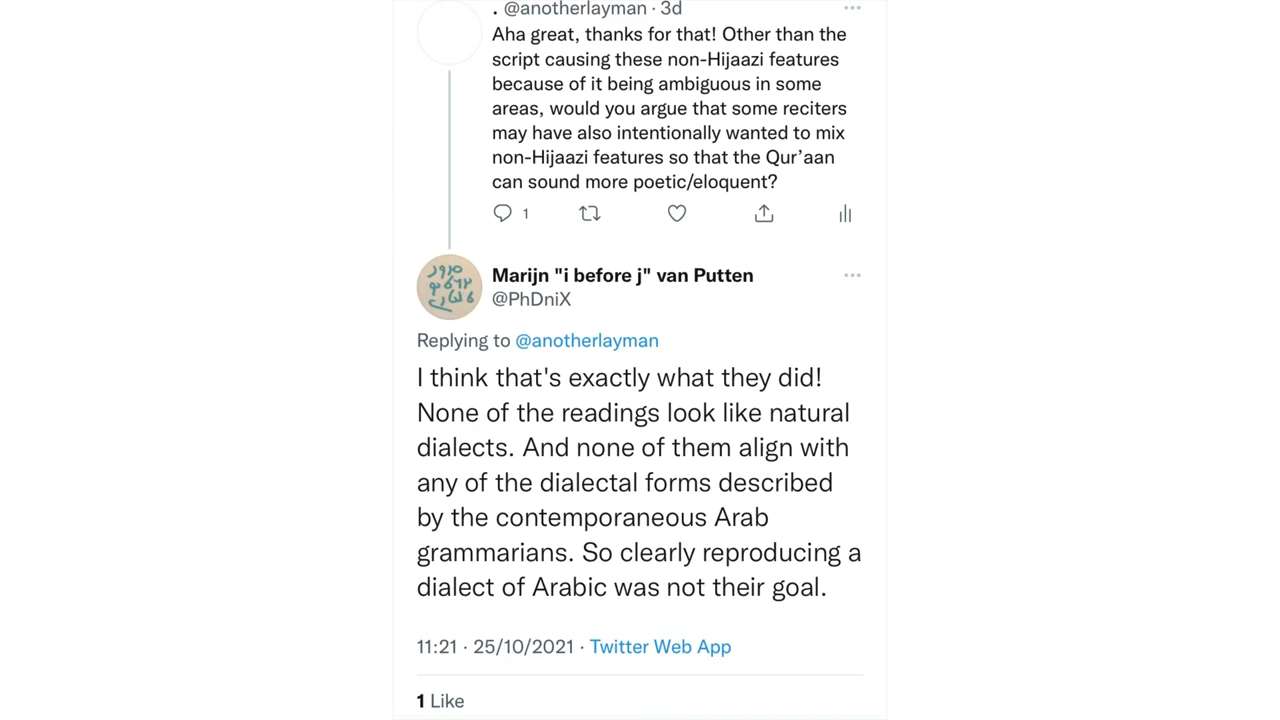 . @anotherlayman · 3d
Aha great, thanks for that! Other than the
script causing these non-Hijaazi features
because of it being ambiguous in some
areas, would you argue that some reciters
may have also intentionally wanted to mix
non-Hijaazi features so that the Qur’aan
can sound more poetic/eloquent?
1
Marijn "i before j" van Putten
@PhDniX
Replying to @anotherlayman
I think that's exactly what they did!
None of the readings look like natural
dialects. And none of them align with
any of the dialectal forms described
by the contemporaneous Arab
grammarians. So clearly reproducing a
dialect of Arabic was not their goal.
11:21 · 25/10/2021 · Twitter Web App
1 Like